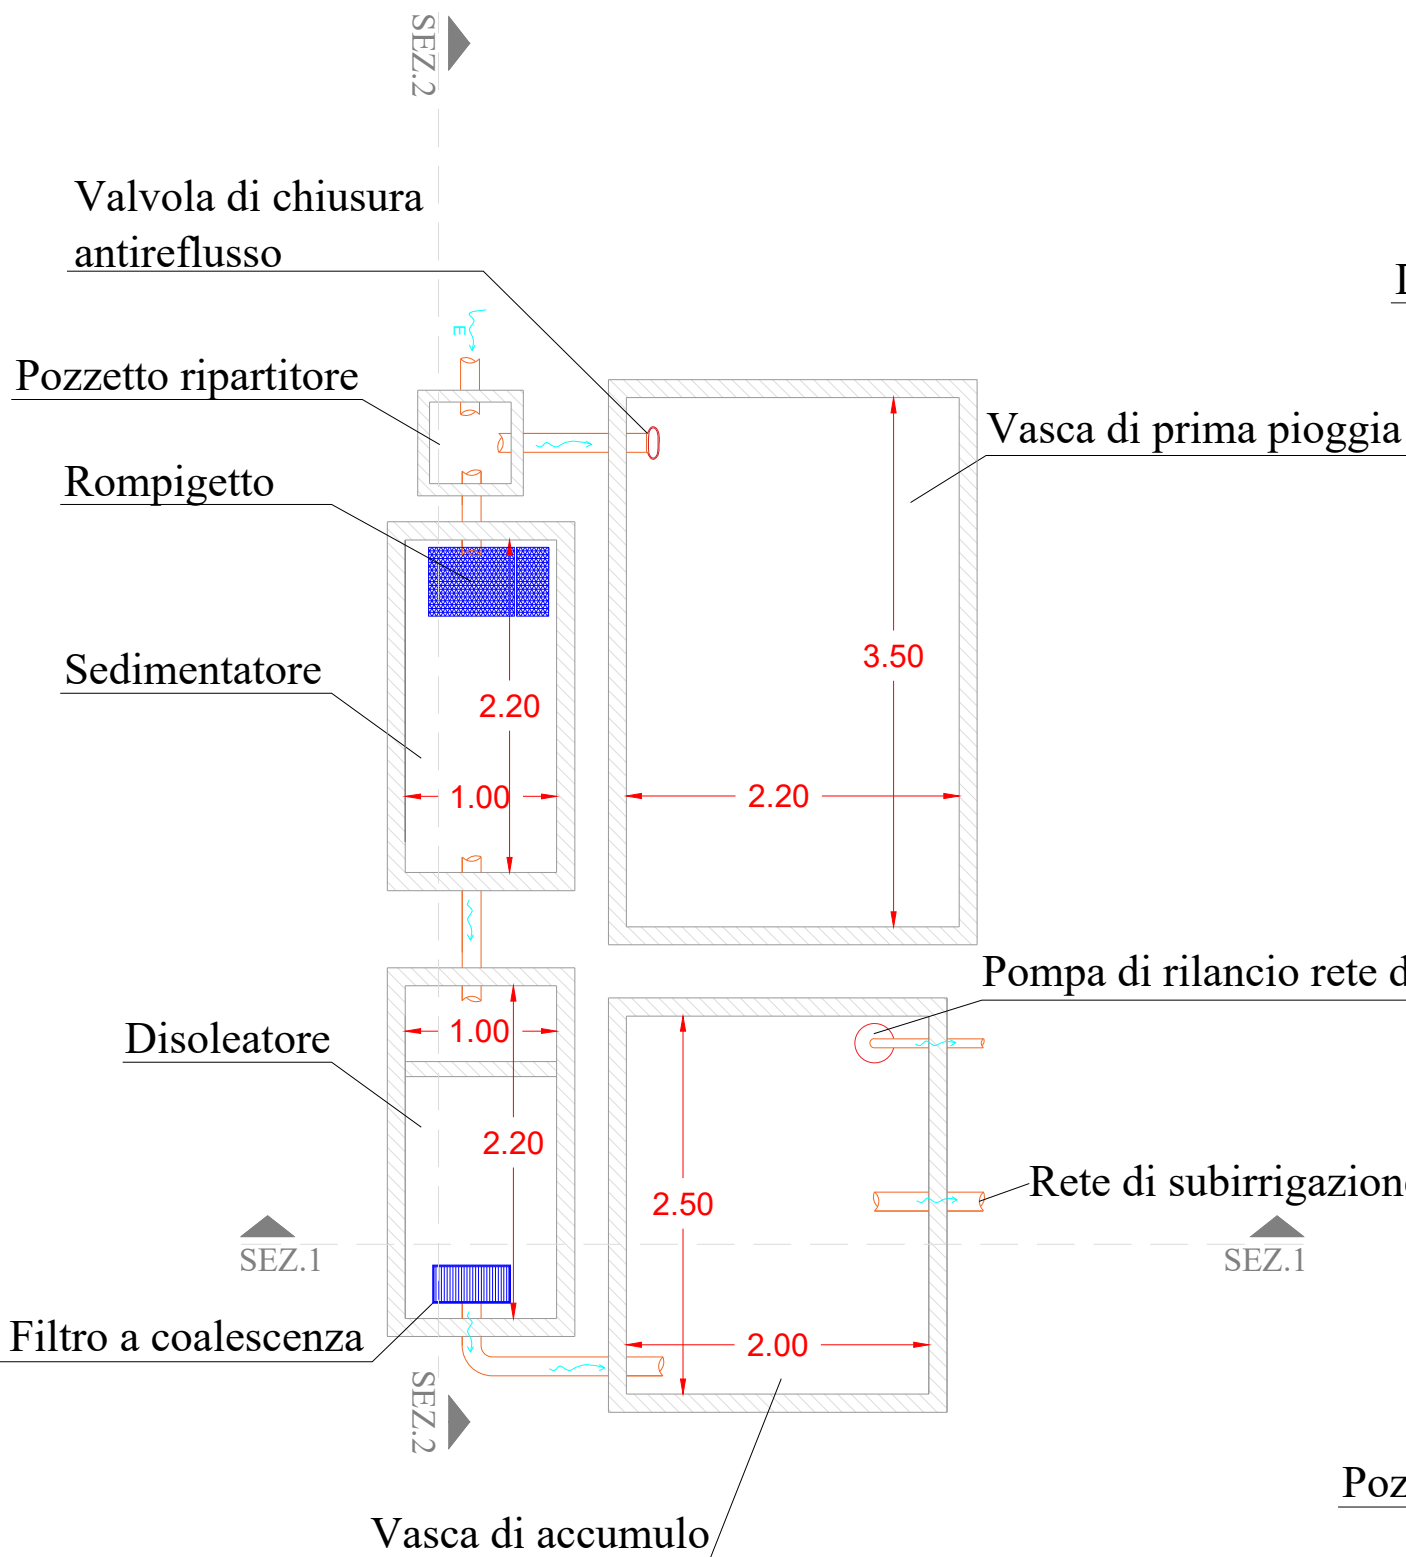 SEZ.2
Valvola di chiusura
antireflusso
E
Pozzetto ripartitore
Vasca di prima pioggia
Rompigetto
3.50
Sedimentatore
2.20
1.00
2.20
Pompa di rilancio rete d
Disoleatore
1.00
2.20
2.50
Rete di subirrigazione
SEZ.1
SEZ.1
Filtro a coalescenza
2.00
SEZ.2
Poz
Vasca di accumulo